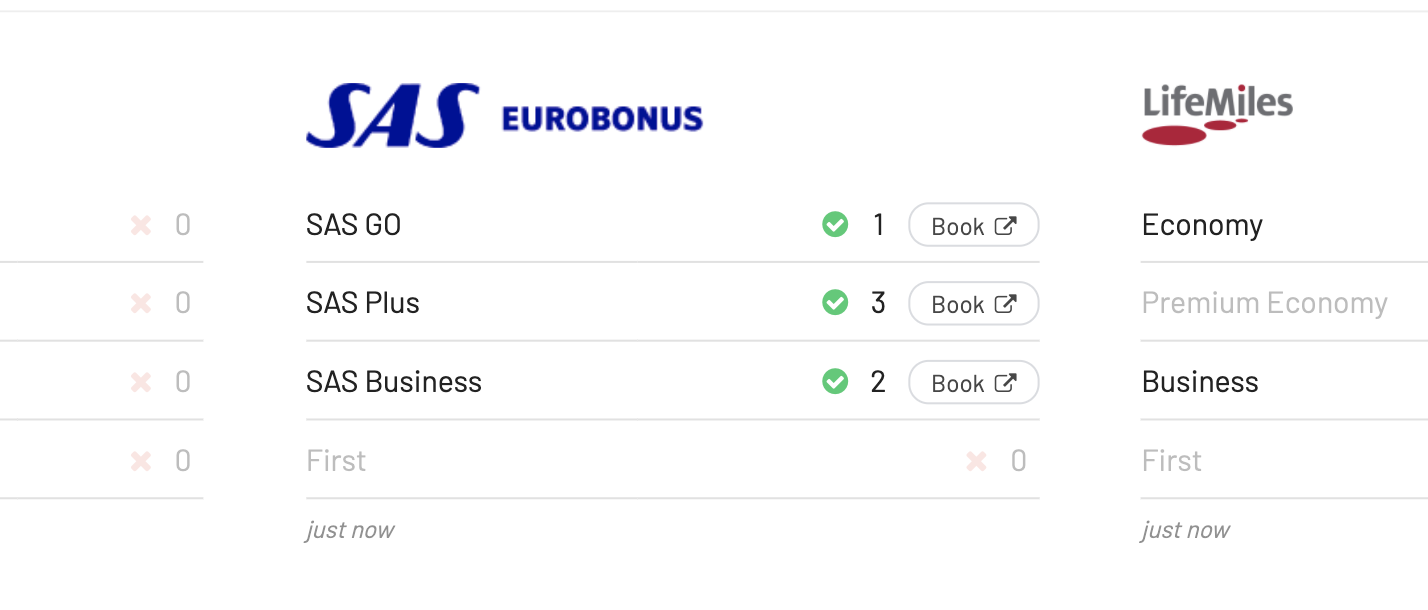 SAS EUROBONUS
LifeMiles
0
SAS GO 1 Book
Economy
0
SAS Plus 3 Book
Premium Economy
0
SAS Business 2 Book
Business
0
First 0
First
just now
just now